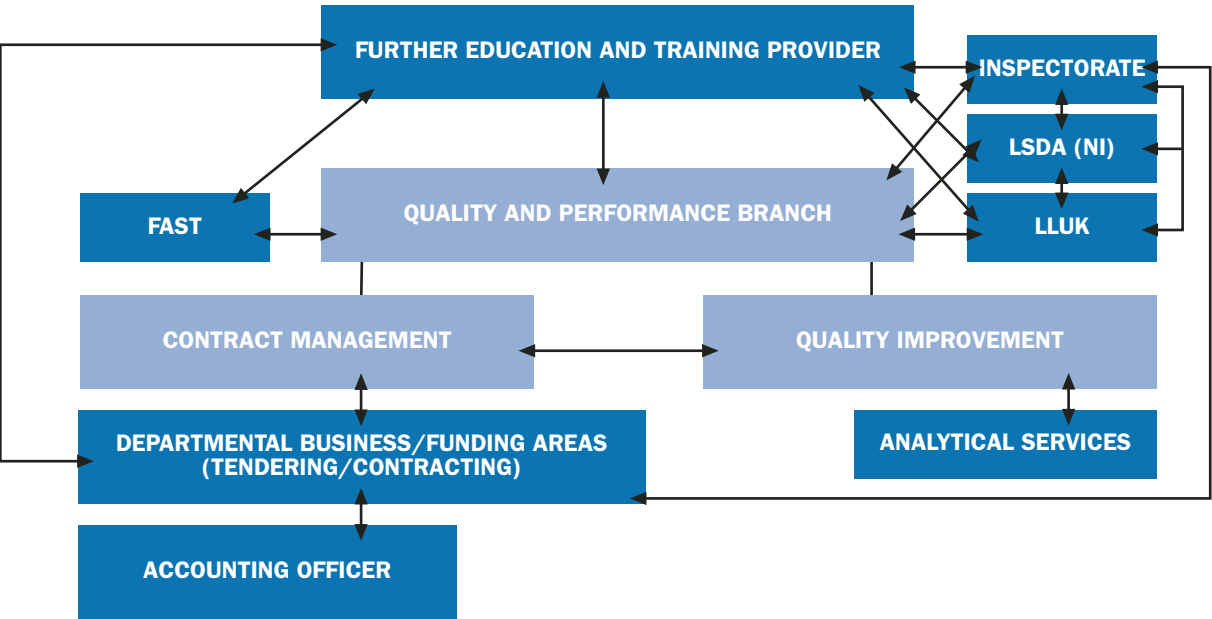 FURTHER EDUCATION AND TRAINING PROVIDER
INSPECTORATE
LSDA (NI)
QUALITY AND PERFORMANCE BRANCH
FAST
LLUK
CONTRACT MANAGEMENT
QUALITY IMPROVEMENT
DEPARTMENTAL BUSINESS/FUNDING AREAS
(TENDERING/CONTRACTING)
ANALYTICAL SERVICES
ACCOUNTING OFFICER